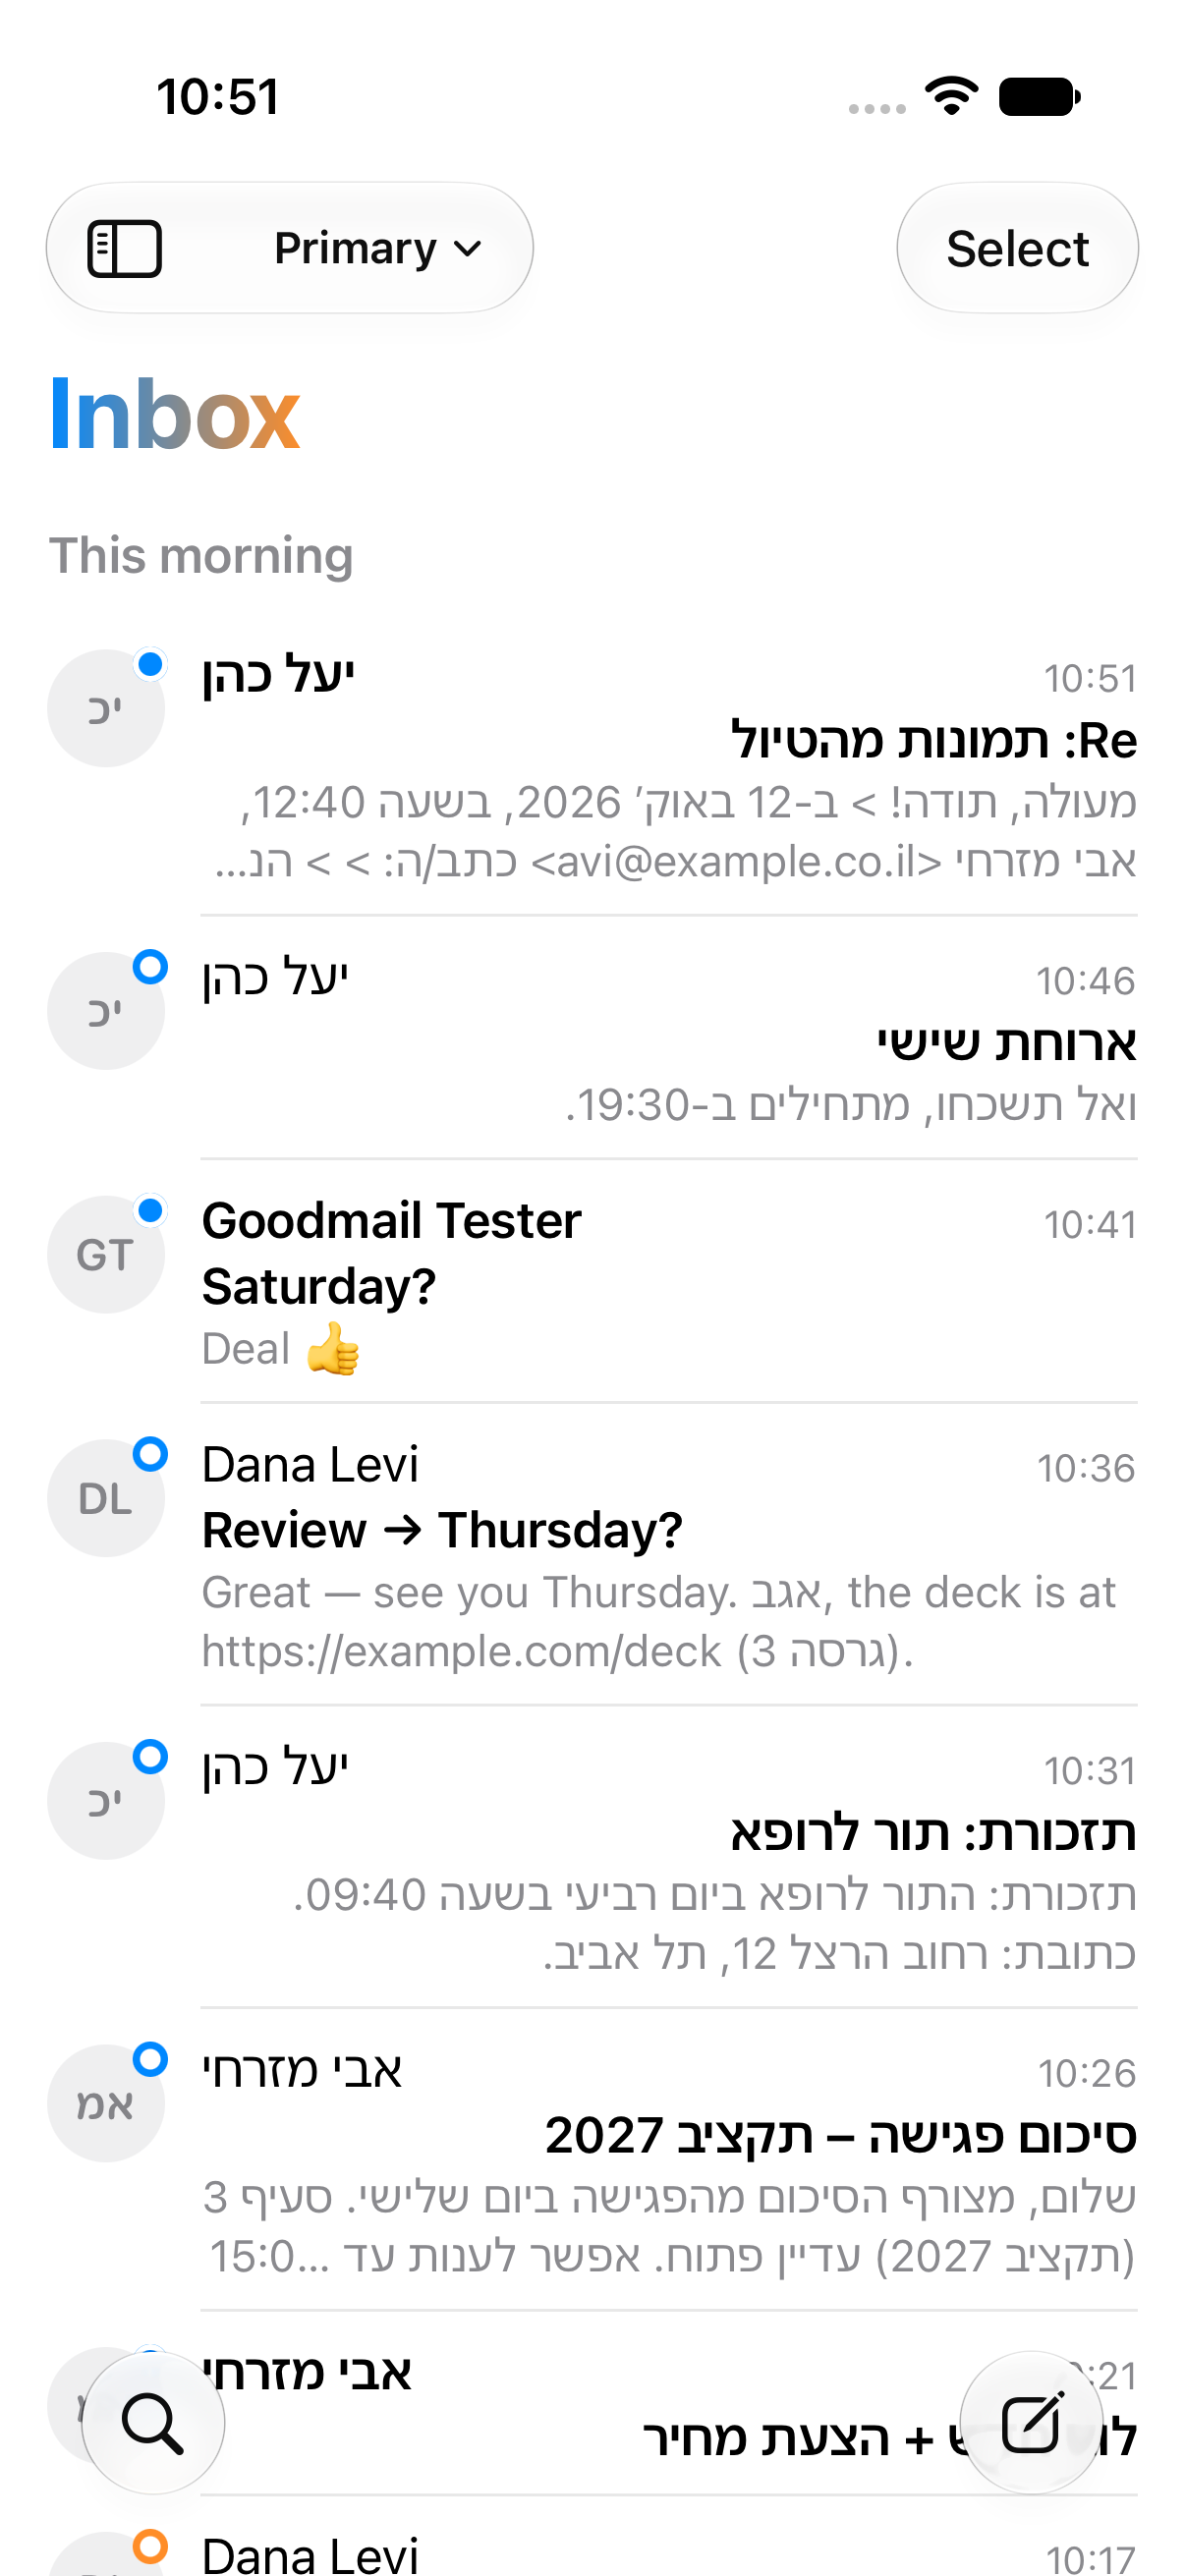 10:51
Primary
Select
Inbox
This morning
יכ
יעל כהן
10:51
Re: תמונות מהטיול
מעולה, תודה! > ב-12 באוק׳ 2026, בשעה 12:40,
אבי מזרחי <avi@example.co.il> כתב/ה: > > הנ...
יכ
יעל כהן
10:46
ארוחת שישי
ואל תשכחו, מתחילים ב-19:30.
GT
Goodmail Tester
10:41
Saturday?
Deal 👍
DL
Dana Levi
10:36
Review → Thursday?
Great — see you Thursday. אגב, the deck is at
https://example.com/deck (גרסה 3).
יכ
יעל כהן
10:31
תזכורת: תור לרופא
תזכורת: התור לרופא ביום רביעי בשעה 09:40.
כתובת: רחוב הרצל 12, תל אביב.
אמ
אבי מזרחי
10:26
סיכום פגישה – תקציב 2027
שלום, מצורף הסיכום מהפגישה ביום שלישי. סעיף 3
(תקציב 2027) עדיין פתוח. אפשר לענות עד ...15:0
אבי מזרחי
:21
+ הצעת מחיר
Dana Levi
10:17